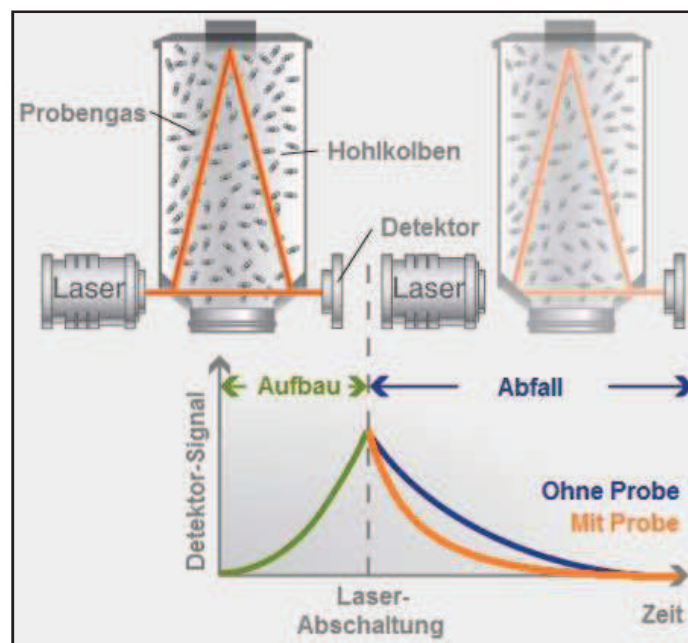 Probengas
Hohlkolben
Detektor
Laser
Laser
Aufbau
Abfall
Detektor-Signal
Ohne Probe
Mit Probe
Laser-
Abschaltung
Zeit